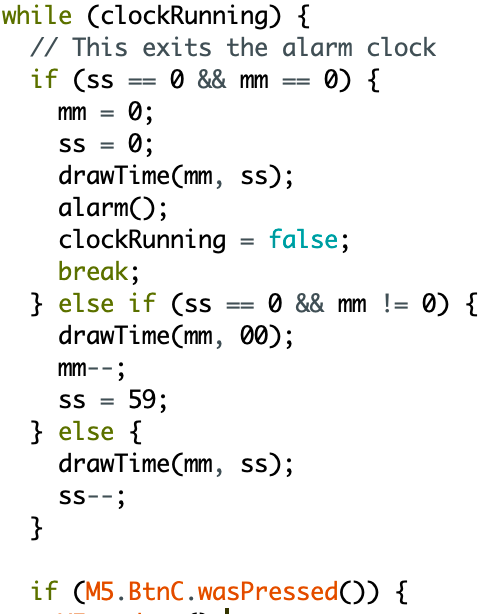 while (clockRunning) {
  // This exits the alarm clock
  if (ss == 0 && mm == 0) {
    mm = 0;
    ss = 0;
    drawTime(mm, ss);
    alarm();
    clockRunning = false;
    break;
  } else if (ss == 0 && mm != 0) {
    drawTime(mm, 00);
    mm--;
    ss = 59;
  } else {
    drawTime(mm, ss);
    ss--;
  }

  if (M5.BtnC.wasPressed()) {